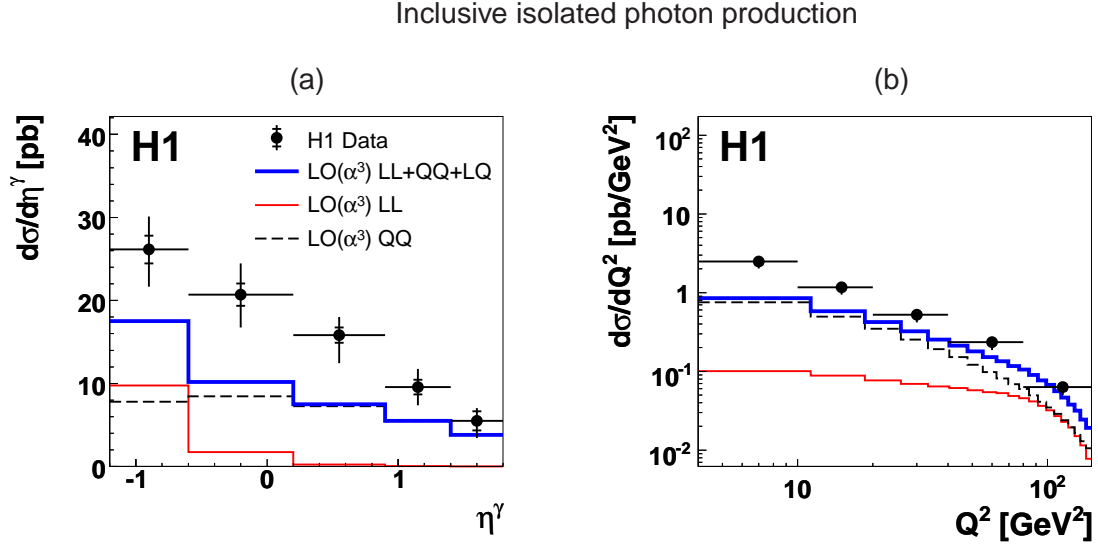 Inclusive isolated photon production
(a)
H1
H1 Data
LO(α³) LL+QQ+LQ
LO(α³) LL
LO(α³) QQ
dσ/dη^γ [pb]
40
30
20
10
0
-1
0
1
η^γ
(b)
H1
dσ/dQ² [pb/GeV²]
10²
10
1
10⁻¹
10⁻²
10
10²
Q² [GeV²]